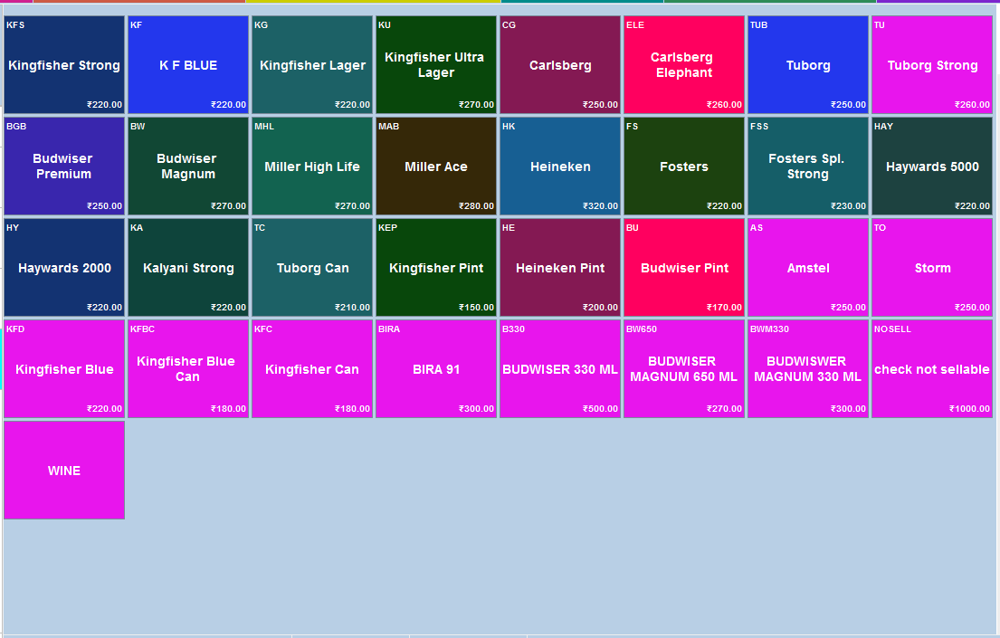 KFS
Kingfisher Strong
₹220.00
KF
K F BLUE
₹220.00
KG
Kingfisher Lager
₹220.00
KU
Kingfisher Ultra
Lager
₹270.00
CG
Carlsberg
₹250.00
ELE
Carlsberg
Elephant
₹260.00
TUB
Tuborg
₹250.00
TU
Tuborg Strong
₹260.00
BGB
Budwiser
Premium
₹250.00
BW
Budwiser
Magnum
₹270.00
MHL
Miller High Life
₹270.00
MAB
Miller Ace
₹280.00
HK
Heineken
₹320.00
FS
Fosters
₹220.00
FSS
Fosters Spl.
Strong
₹230.00
HAY
Haywards 5000
₹220.00
HY
Haywards 2000
₹220.00
KA
Kalyani Strong
₹220.00
TC
Tuborg Can
₹210.00
KEP
Kingfisher Pint
₹150.00
HE
Heineken Pint
₹200.00
BU
Budwiser Pint
₹170.00
AS
Amstel
₹250.00
TO
Storm
₹250.00
KFD
Kingfisher Blue
₹220.00
KFBC
Kingfisher Blue
Can
₹180.00
KFC
Kingfisher Can
₹180.00
BIRA
BIRA 91
₹300.00
B330
BUDWISER 330 ML
₹500.00
BW650
BUDWISER
MAGNUM 650 ML
₹270.00
BWM330
BUDWISWER
MAGNUM 330 ML
₹300.00
NOSELL
check not sellable
₹1000.00
WINE